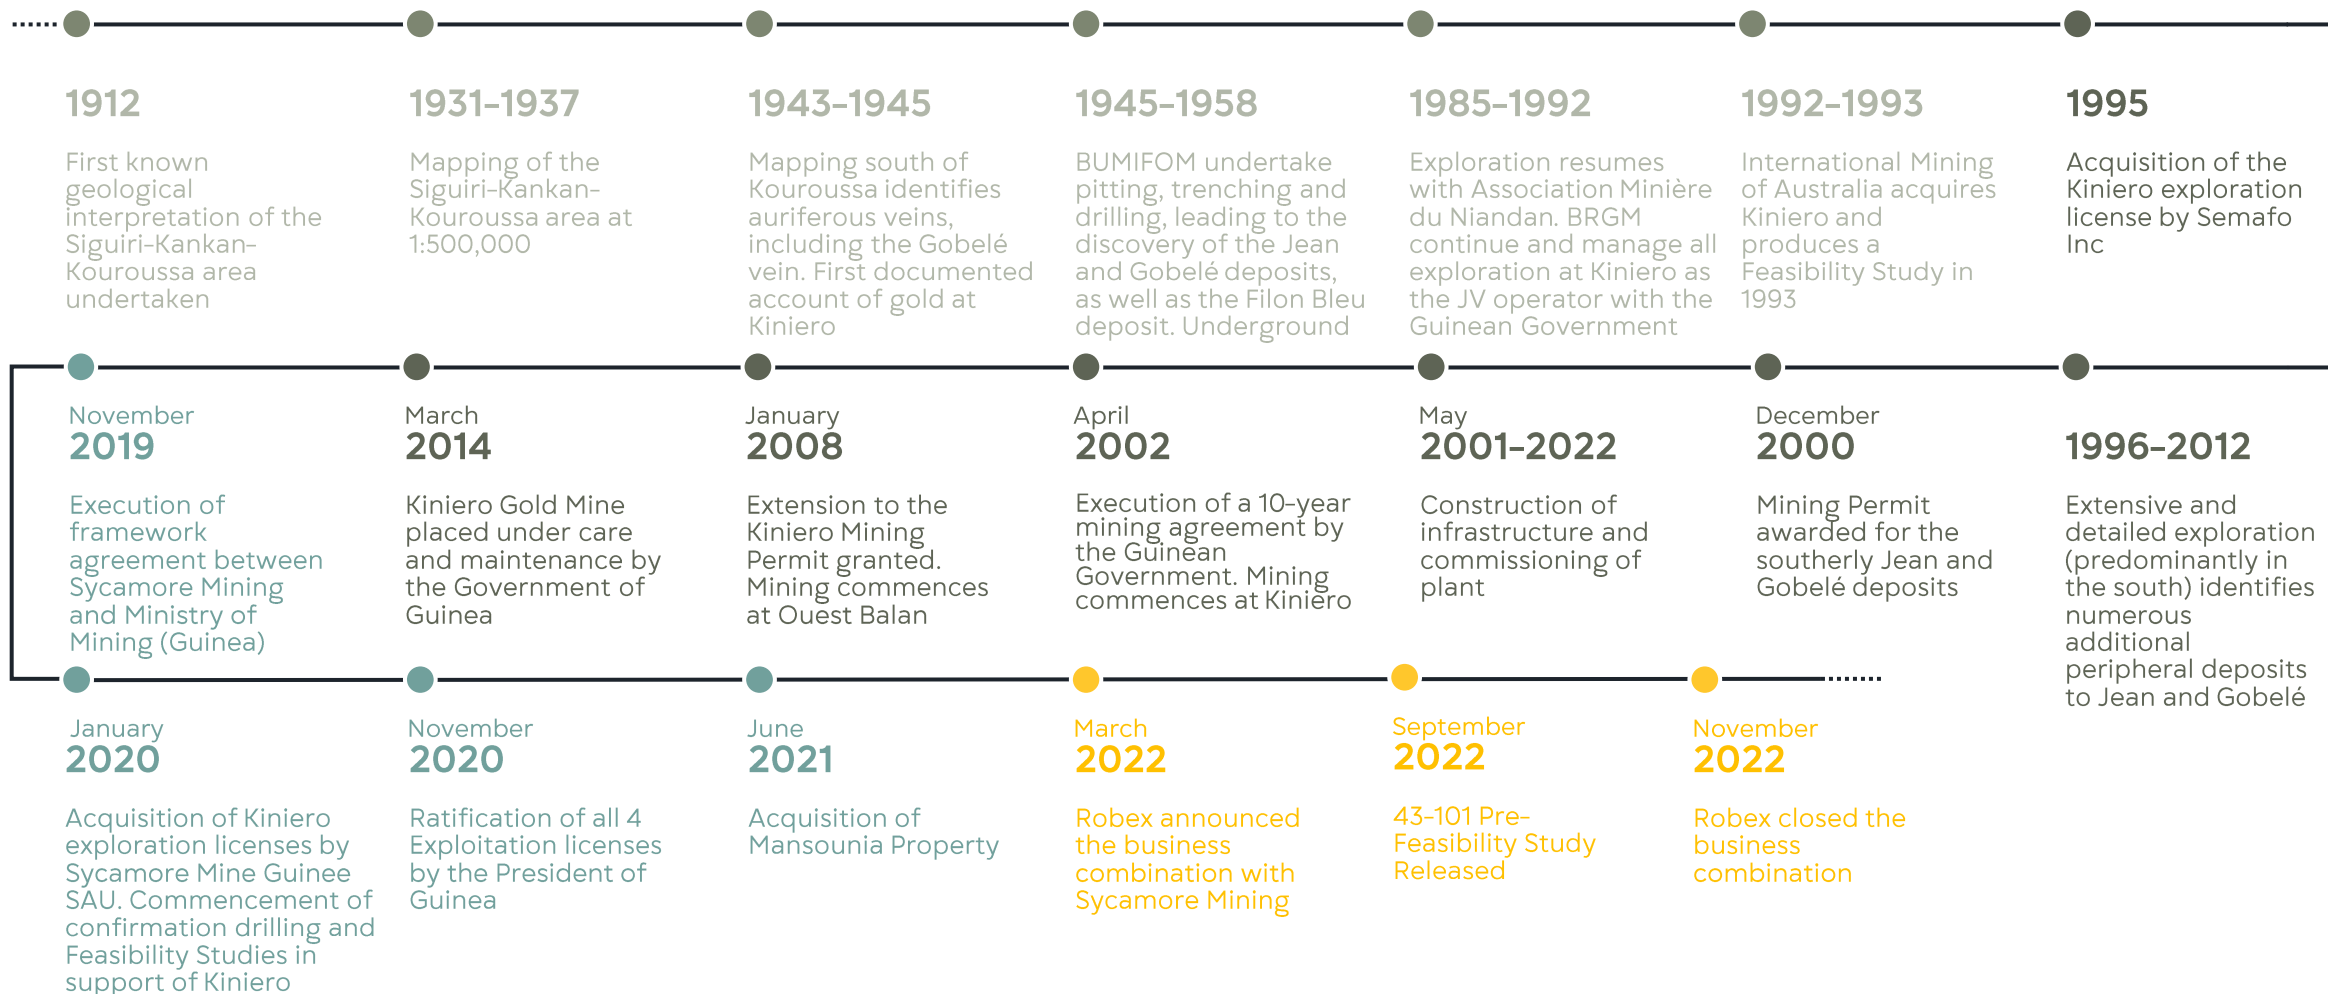 1912
First known
geological
interpretation of the
Siguiri-Kankan-
Kouroussa area
undertaken
1931-1937
Mapping of the
Siguiri-Kankan-
Kouroussa area at
1:500,000
1943-1945
Mapping south of
Kouroussa identifies
auriferous veins,
including the Gobelé
vein. First documented
account of gold at
Kiniero
1945-1958
BUMIFOM undertake
pitting, trenching and
drilling, leading to the
discovery of the Jean
and Gobelé deposits,
as well as the Filon Bleu
deposit. Underground
1985-1992
Exploration resumes
with Association Minière
du Niandan. BRGM
continue and manage all
exploration at Kiniero as
the JV operator with the
Guinean Government
1992-1993
International Mining
of Australia acquires
Kiniero and
produces a
Feasibility Study in
1993
1995
Acquisition of the
Kiniero exploration
license by Semafo
Inc
November
2019
Execution of
framework
agreement between
Sycamore Mining
and Ministry of
Mining (Guinea)
March
2014
Kiniero Gold Mine
placed under care
and maintenance by
the Government of
Guinea
January
2008
Extension to the
Kiniero Mining
Permit granted.
Mining commences
at Ouest Balan
April
2002
Execution of a 10-year
mining agreement by
the Guinean
Government. Mining
commences at Kiniero
May
2001-2022
Construction of
infrastructure and
commissioning of
plant
December
2000
Mining Permit
awarded for the
southerly Jean and
Gobelé deposits
1996-2012
Extensive and
detailed exploration
(predominantly in
the south) identifies
numerous
additional
peripheral deposits
to Jean and Gobelé
January
2020
Acquisition of Kiniero
exploration licenses by
Sycamore Mine Guinee
SAU. Commencement of
confirmation drilling and
Feasibility Studies in
support of Kiniero
November
2020
Ratification of all 4
Exploitation licenses
by the President of
Guinea
June
2021
Acquisition of
Mansounia Property
March
2022
Robex announced
the business
combination with
Sycamore Mining
September
2022
43-101 Pre-
Feasibility Study
Released
November
2022
Robex closed the
business
combination